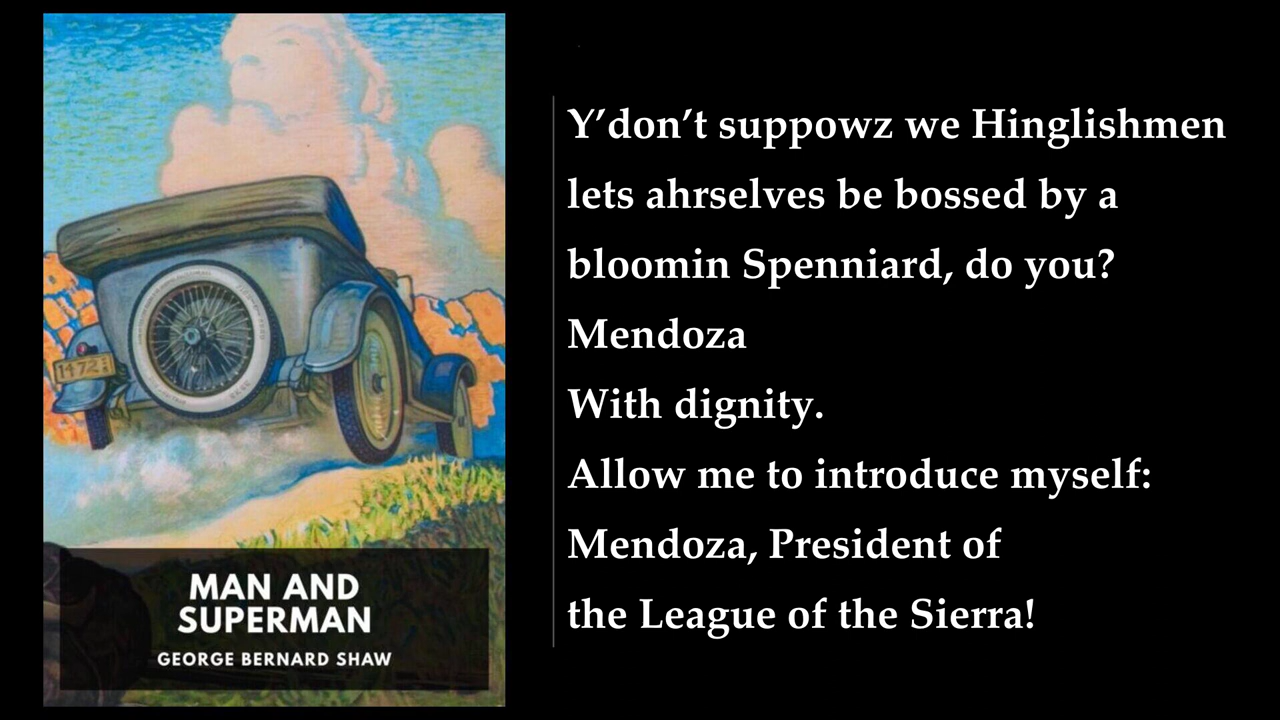 Y’don’t suppowz we Hinglishmen
lets ahrselves be bossed by a
bloomin Spenniard, do you?
Mendoza
With dignity.
Allow me to introduce myself:
Mendoza, President of
the League of the Sierra!
1472
MAN AND
SUPERMAN
GEORGE BERNARD SHAW